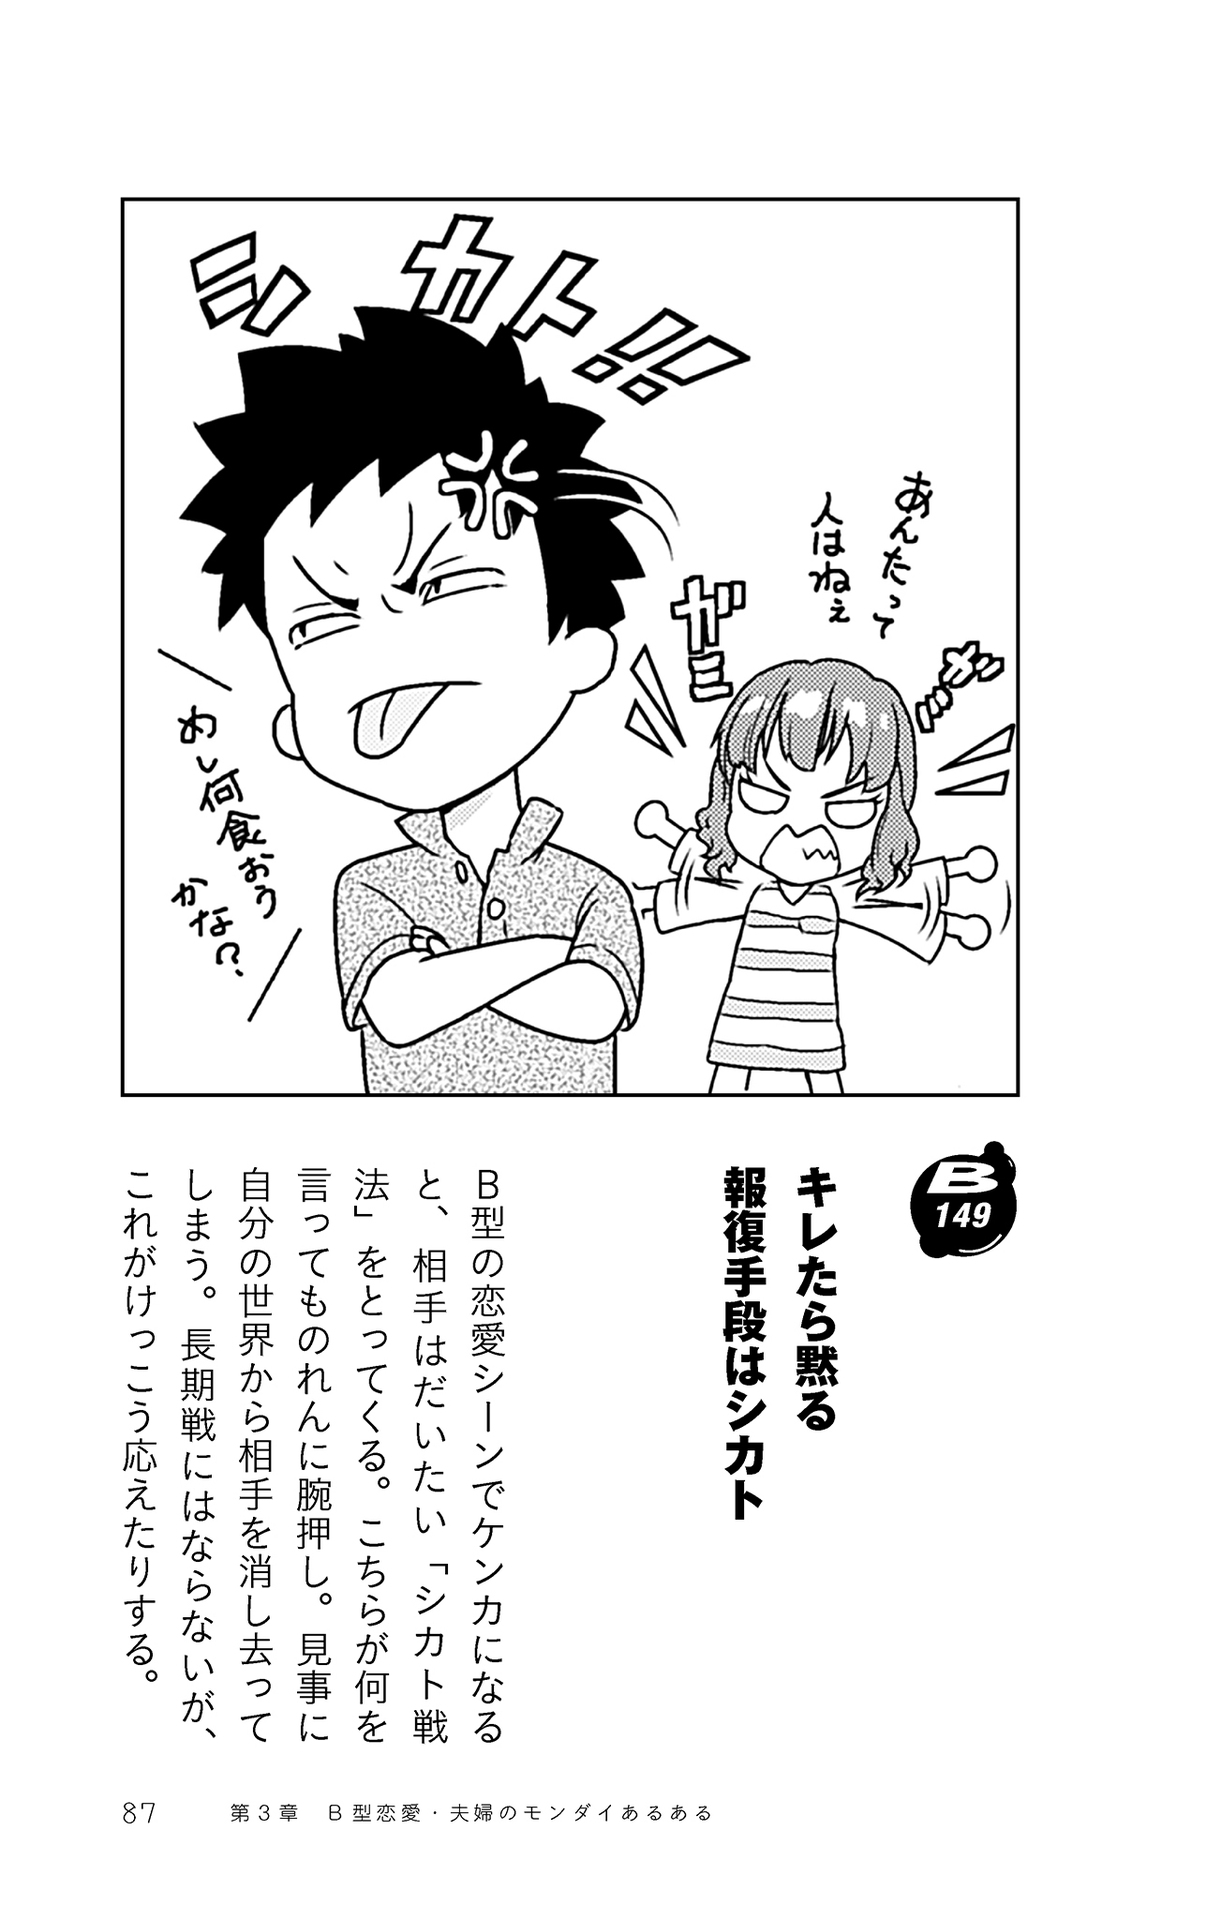 シカト!!
あんたって
人はねぇ
ガミ
ガミ
わし何食おう
かな!?
B
149
キレたら黙る
報復手段はシカト
B型の恋愛シーンでケンカになる
と、相手はだいたい「シカト戦
法」をとってくる。こちらが何を
言ってものれんに腕押し。見事に
自分の世界から相手を消し去って
しまう。長期戦にはならないが、
これがけっこう応えたりする。
87 第3章 B型恋愛・夫婦のモンダイあるある